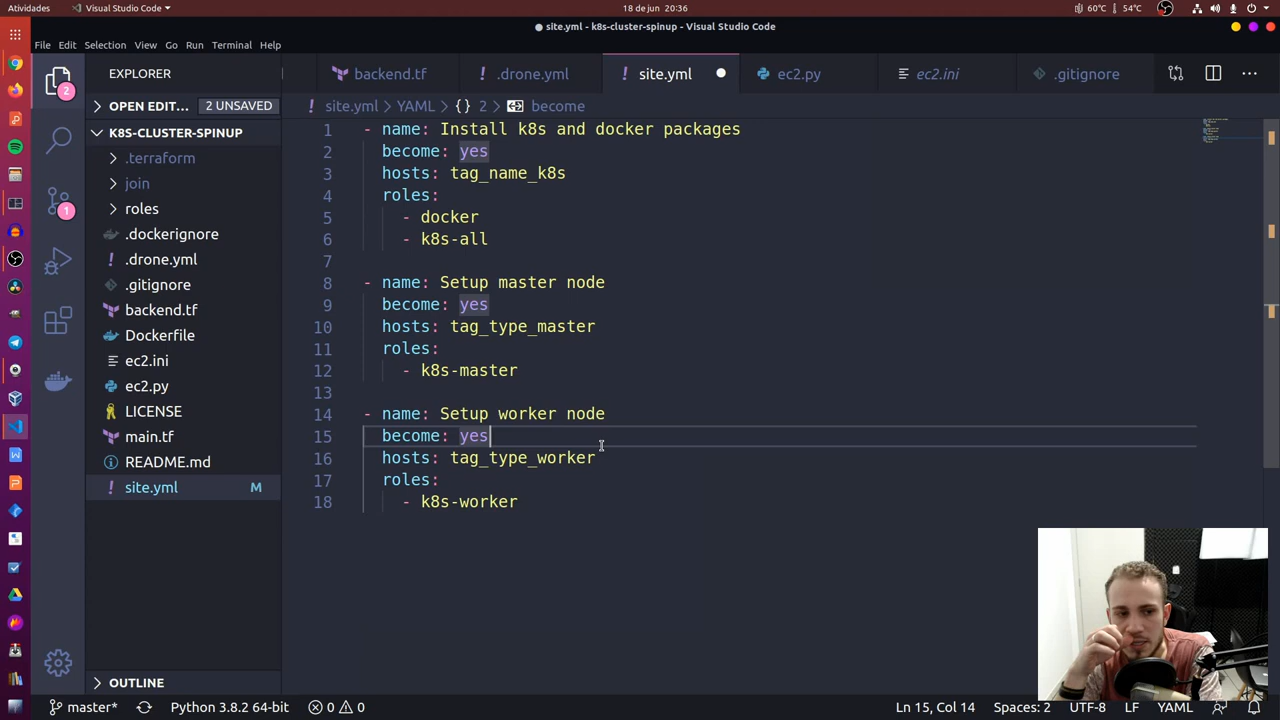 Activities
Visual Studio Code
18 de jun 20:36
60°C
54°C
● site.yml - k8s-cluster-spinup - Visual Studio Code
File Edit Selection View Go Run Terminal Help
EXPLORER
backend.tf
.drone.yml
site.yml
ec2.py
ec2.ini
.gitignore
OPEN EDIT... 2 UNSAVED
site.yml > YAML > {} 2 > become
K8S-CLUSTER-SPINUP
.terraform
join
roles
.dockerignore
.drone.yml
.gitignore
backend.tf
Dockerfile
ec2.ini
ec2.py
LICENSE
main.tf
README.md
site.yml M
OUTLINE
2
1
1 - name: Install k8s and docker packages
2 become: yes
3 hosts: tag_name_k8s
4 roles:
5 - docker
6 - k8s-all
7
8 - name: Setup master node
9 become: yes
10 hosts: tag_type_master
11 roles:
12 - k8s-master
13
14 - name: Setup worker node
15 become: yes
16 hosts: tag_type_worker
17 roles:
18 - k8s-worker
master* Python 3.8.2 64-bit 0 0 Ln 15, Col 14 Spaces: 2 UTF-8 LF YAML